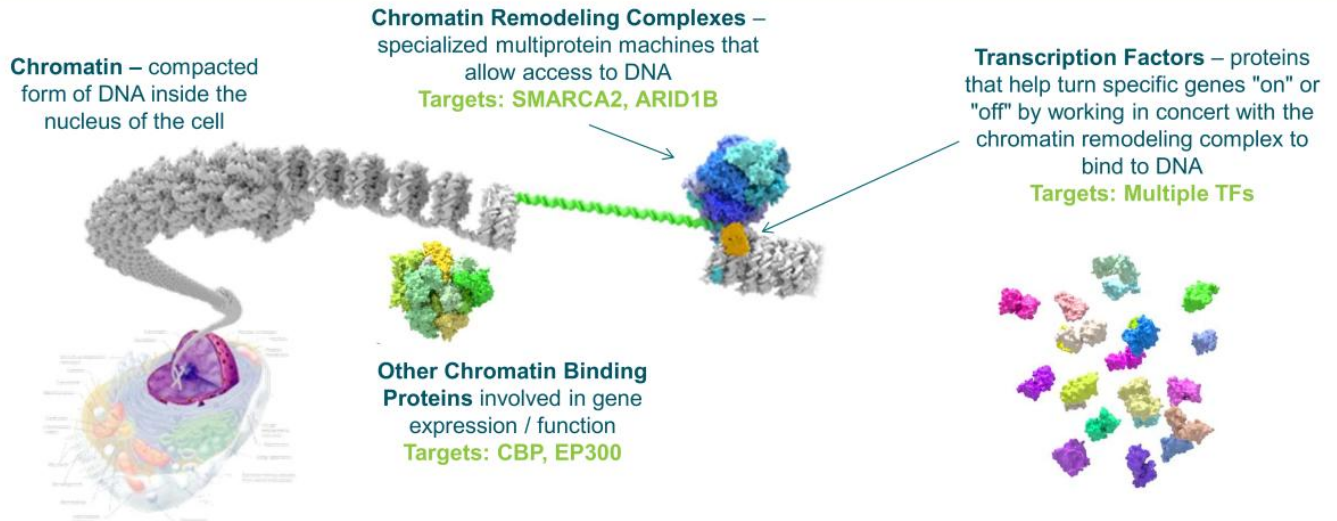 Chromatin – compacted
form of DNA inside the
nucleus of the cell
Chromatin Remodeling Complexes –
specialized multiprotein machines that
allow access to DNA
Targets: SMARCA2, ARID1B
Transcription Factors – proteins
that help turn specific genes "on" or
"off" by working in concert with the
chromatin remodeling complex to
bind to DNA
Targets: Multiple TFs
Other Chromatin Binding
Proteins involved in gene
expression / function
Targets: CBP, EP300